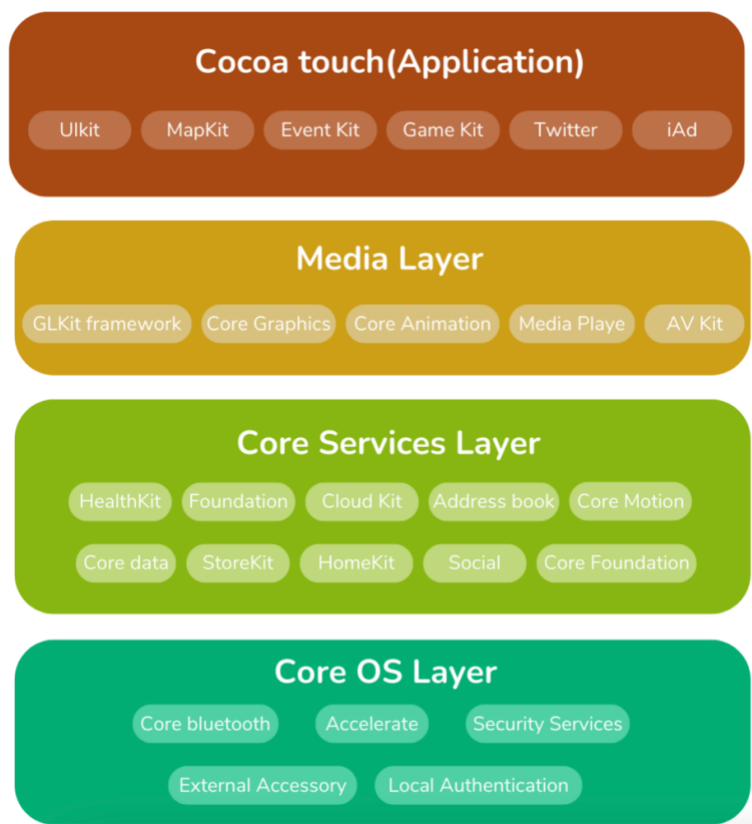 Cocoa touch(Application)
UIkit MapKit Event Kit Game Kit Twitter iAd
Media Layer
GLKit framework Core Graphics Core Animation Media Playe AV Kit
Core Services Layer
HealthKit Foundation Cloud Kit Address book Core Motion
Core data StoreKit HomeKit Social Core Foundation
Core OS Layer
Core bluetooth Accelerate Security Services
External Accessory Local Authentication